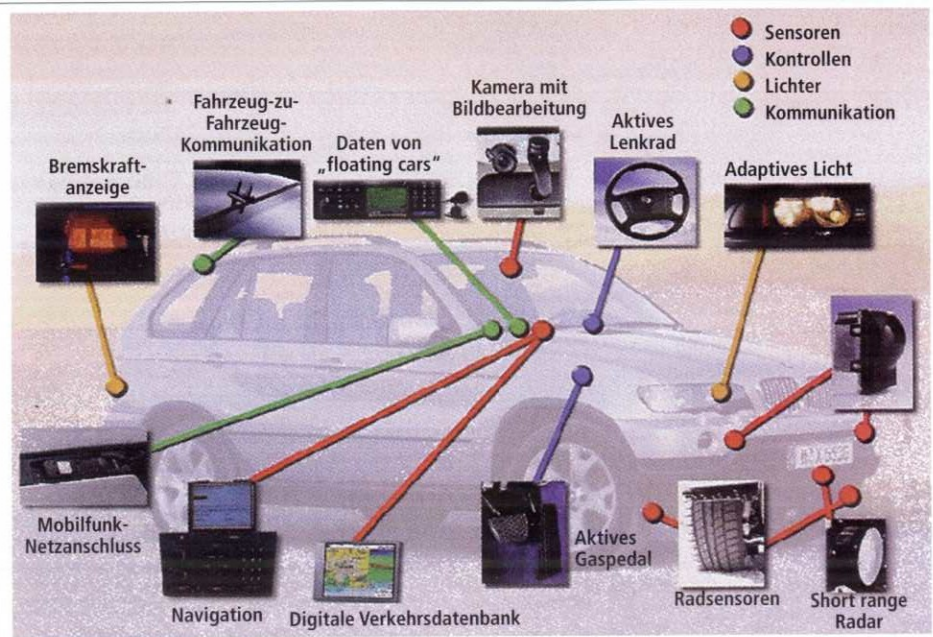 Sensoren
Kontrollen
Lichter
Kommunikation
Kamera mit
Bildbearbeitung
Fahrzeug-zu-
Fahrzeug-
Kommunikation
Daten von
„floating cars"
Aktives
Lenkrad
Bremskraft-
anzeige
Adaptives Licht
Mobilfunk-
Netzanschluss
Navigation
Digitale Verkehrsdatenbank
Aktives
Gaspedal
Radsensoren
Short range
Radar